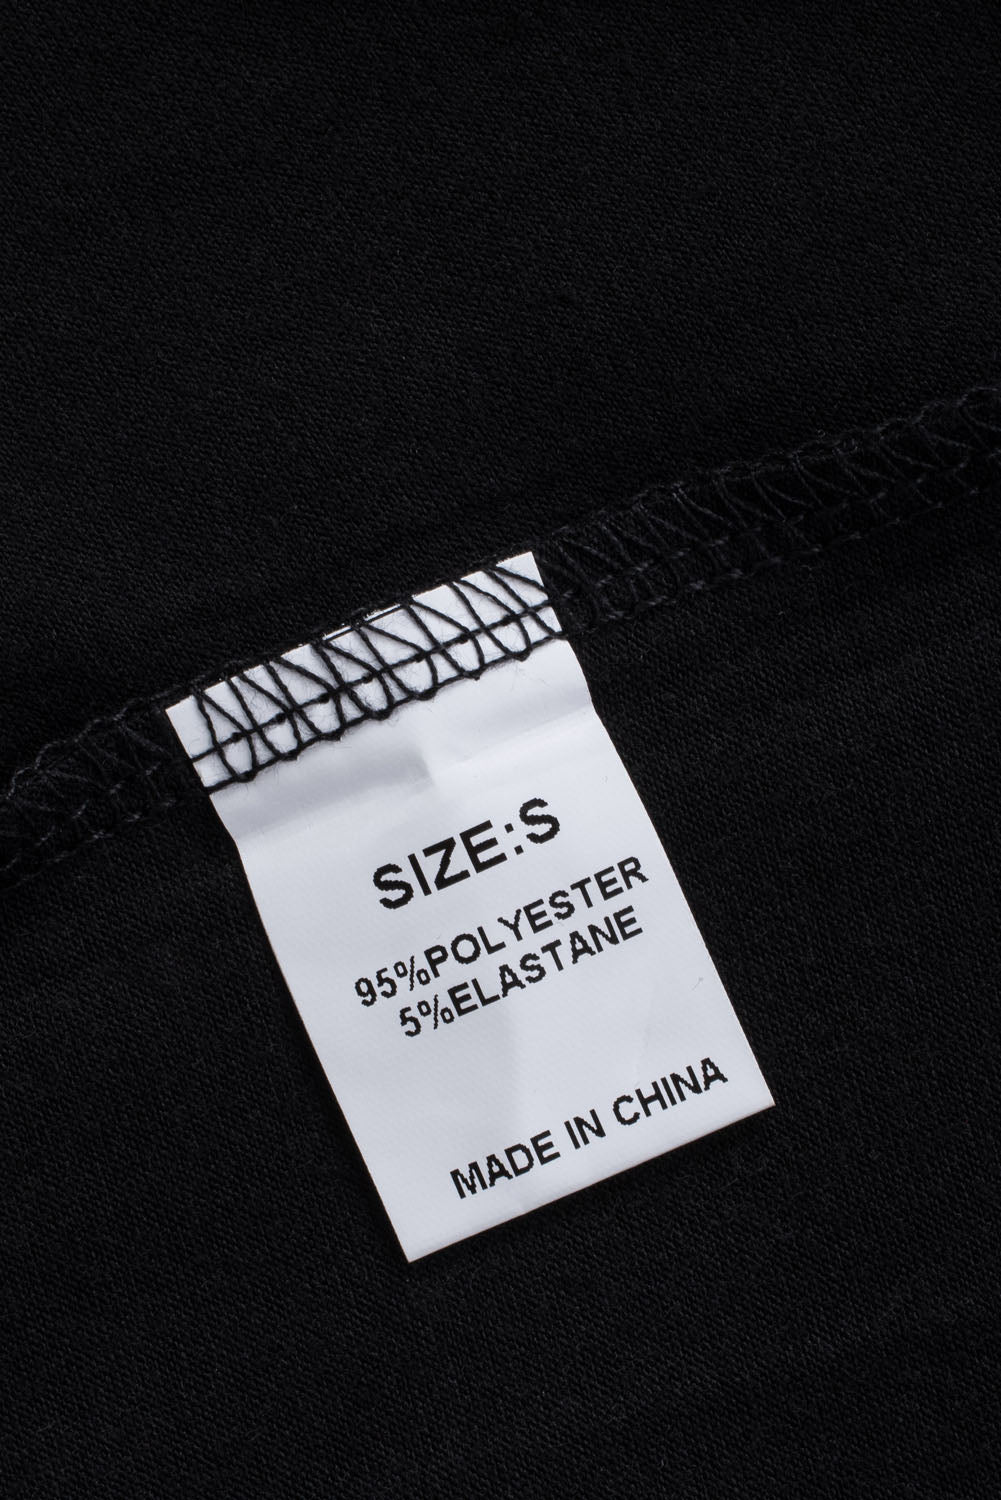 SIZE:S
95%POLYESTER
5%ELASTANE
MADE IN CHINA